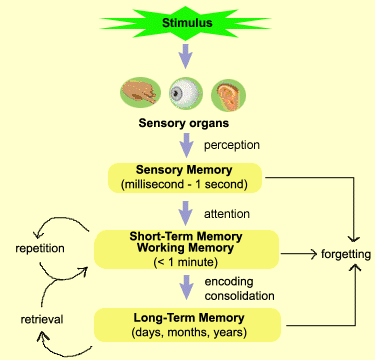 Stimulus
Sensory organs
perception
Sensory Memory
(millisecond - 1 second)
attention
Short-Term Memory
Working Memory
(< 1 minute)
repetition
forgetting
encoding
consolidation
retrieval
Long-Term Memory
(days, months, years)